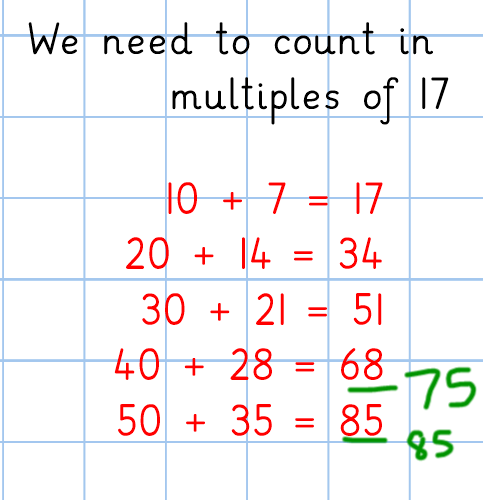 We need to count in
multiples of 17
10 + 7 = 17
20 + 14 = 34
30 + 21 = 51
40 + 28 = 68 75
50 + 35 = 85 85